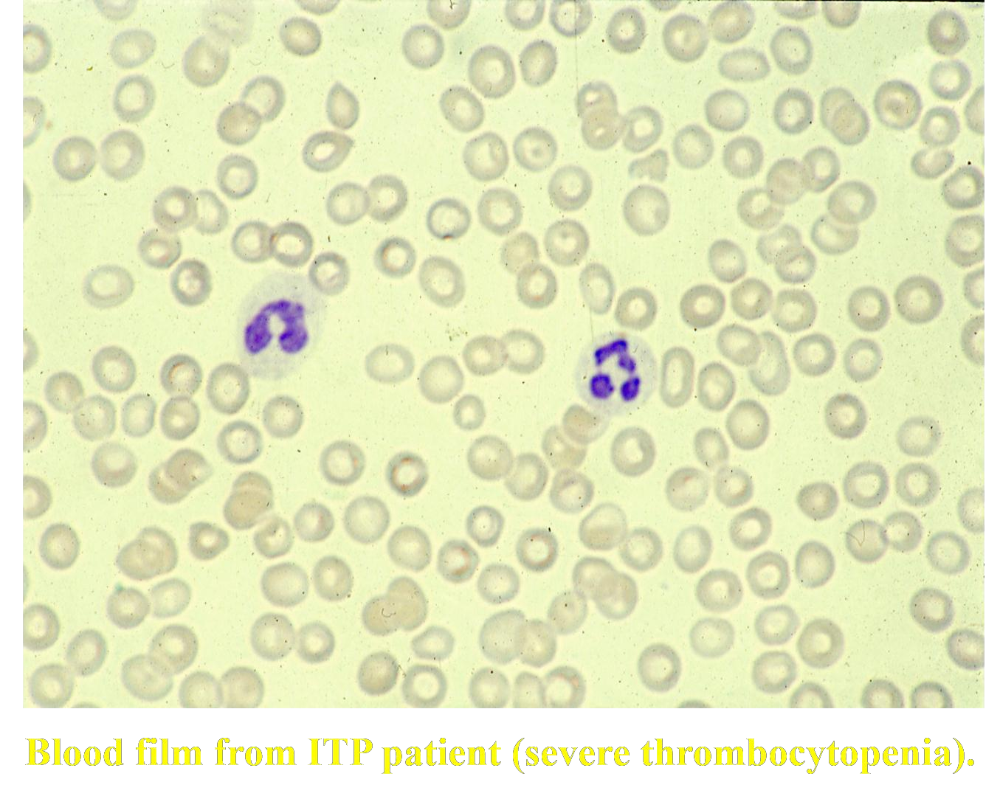 Blood film from ITP patient (severe thrombocytopenia).